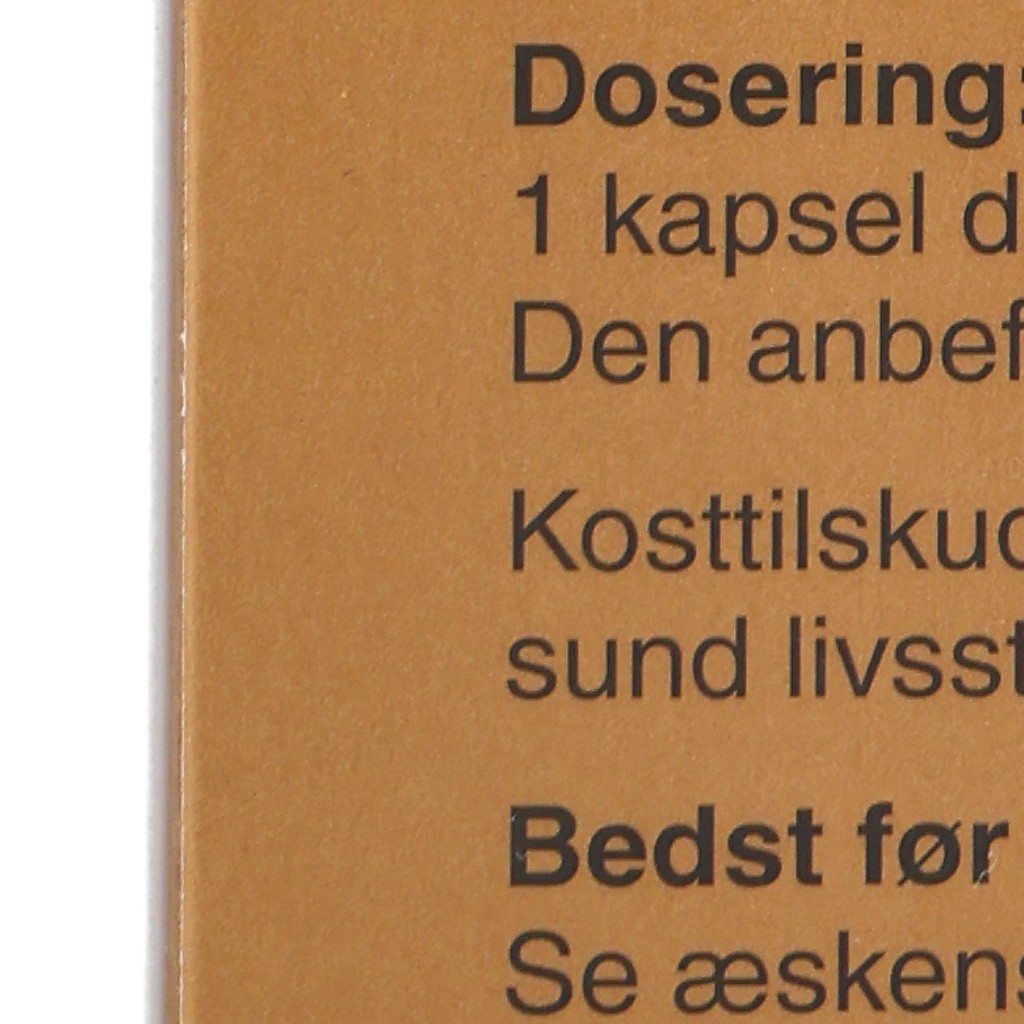 Dosering:
1 kapsel d
Den anbef
Kosttilskud
sund livsst
Bedst før
Se æskens